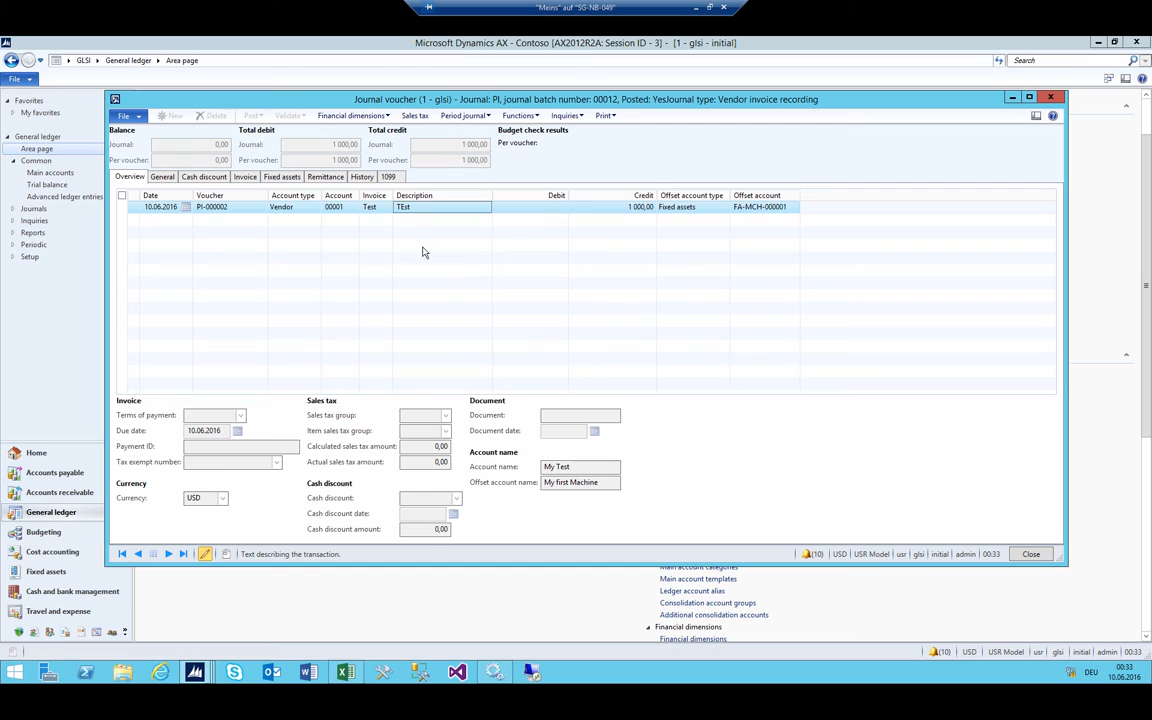 "Meins" auf "SG-NB-049"
Microsoft Dynamics AX - Contoso [AX2012R2A: Session ID - 3] - [1 - glsi - initial]
GLSI General ledger Area page Search
File
Journal voucher (1 - glsi) - Journal: PI, journal batch number: 00012, Posted: YesJournal type: Vendor invoice recording
File New Delete Post Validate Financial dimensions Sales tax Period journal Functions Inquiries Print
Favorites
My favorites
General ledger
Area page
Common
Main accounts
Trial balance
Advanced ledger entries
Journals
Inquiries
Reports
Periodic
Setup
Balance Total debit Total credit Budget check results
Journal: 0,00 Journal: 1 000,00 Journal: 1 000,00 Per voucher:
Per voucher: 0,00 Per voucher: 1 000,00 Per voucher: 1 000,00
Overview General Cash discount Invoice Fixed assets Remittance History 1099
Date Voucher Account type Account Invoice Description Debit Credit Offset account type Offset account
10.06.2016 PI-000002 Vendor 00001 Test TEst 1 000,00 Fixed assets FA-MCH-000001
Invoice Sales tax Document
Terms of payment: Sales tax group: Document:
Due date: 10.06.2016 Item sales tax group: Document date:
Payment ID: Calculated sales tax amount: 0,00 Account name
Tax exempt number: Actual sales tax amount: 0,00 Account name: My Test
Currency Cash discount Offset account name: My first Machine
Currency: USD Cash discount:
Cash discount date:
Cash discount amount: 0,00
Text describing the transaction. (10) USD USR Model usr glsi initial admin 00:33 Close
Home
Accounts payable
Accounts receivable
General ledger
Budgeting
Cost accounting
Fixed assets
Cash and bank management
Travel and expense
Main account categories
Main account templates
Ledger account alias
Consolidation account groups
Additional consolidation accounts
Financial dimensions
Financial dimensions
(10) USD usr glsi initial admin 00:33
DEU 00:33
10.06.2016